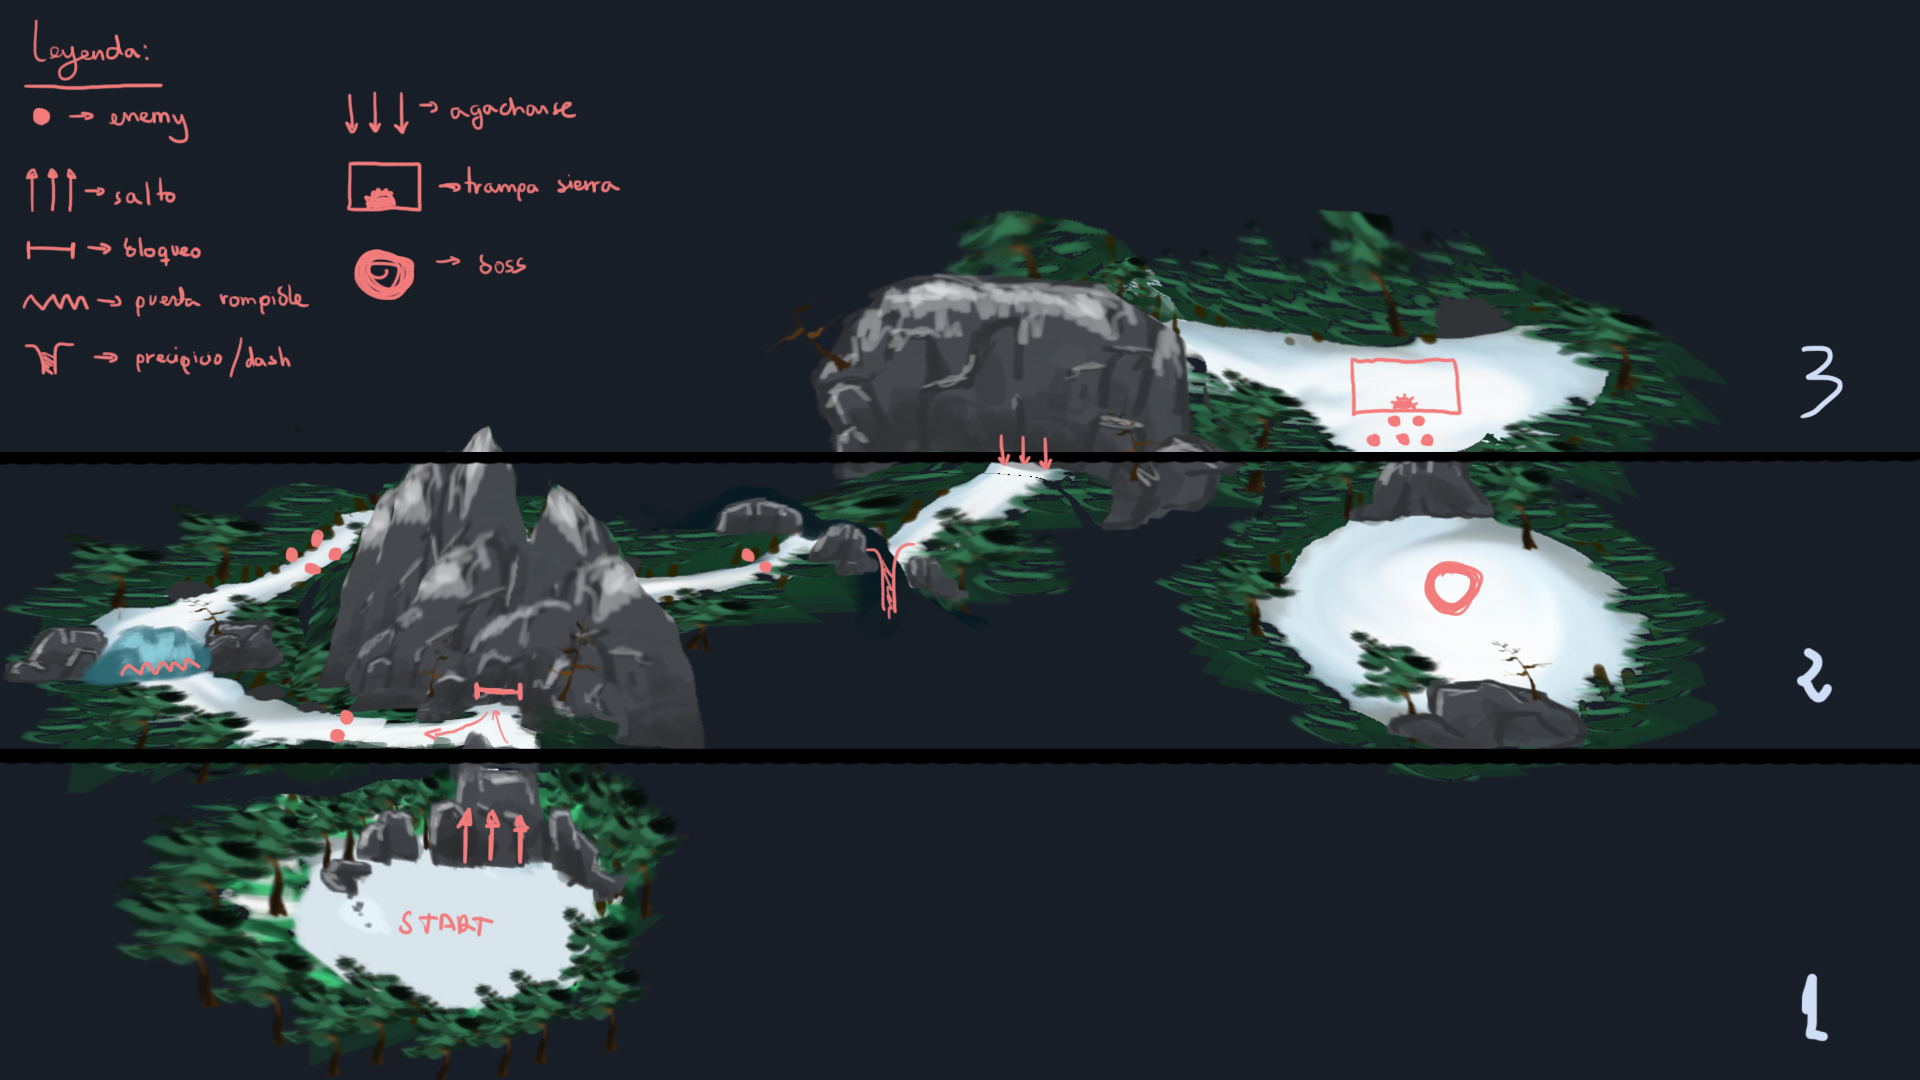 Leyenda:
→ enemy
→ salto
→ bloqueo
→ puerta rompible
→ precipicio/dash
→ agacharse
→ trampa sierra
→ boss
3
2
START
1